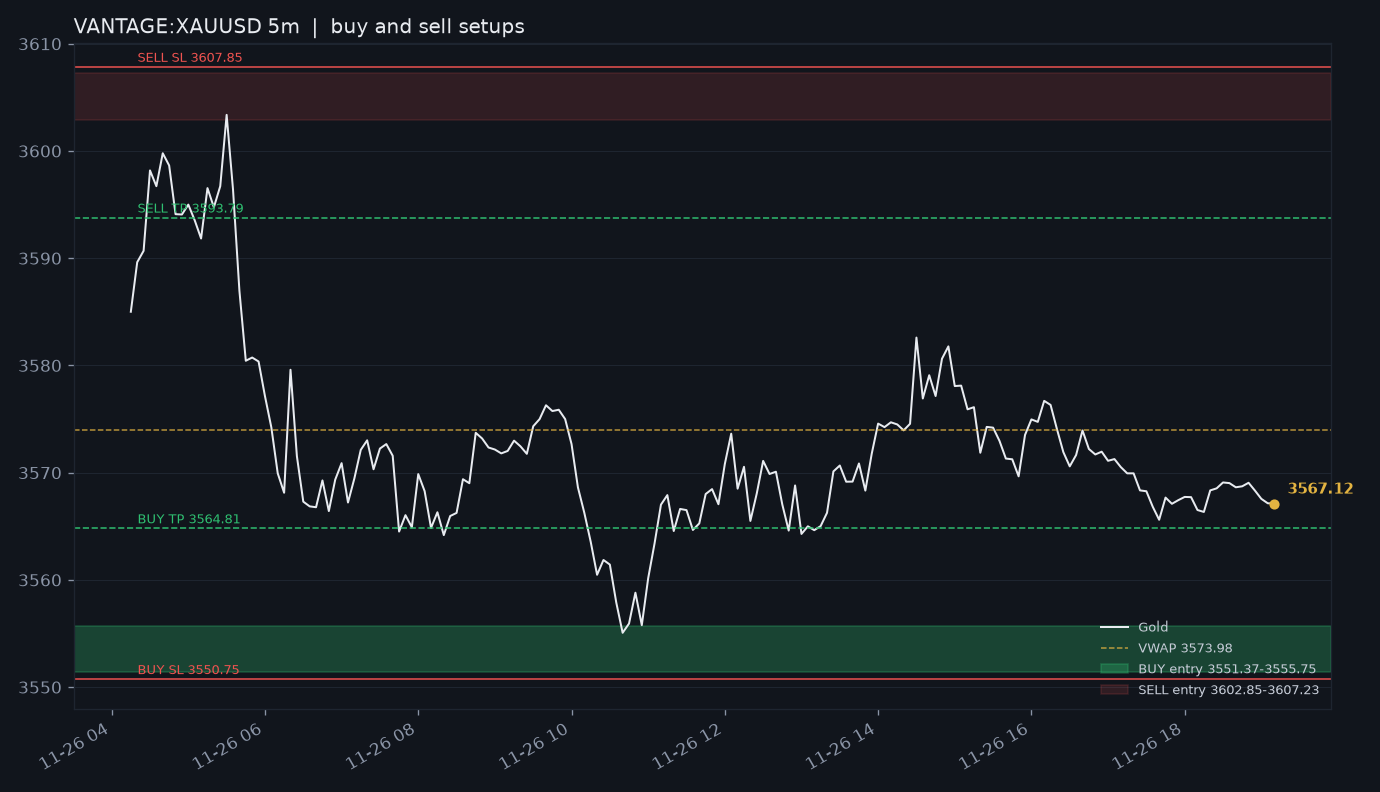 VANTAGE:XAUUSD 5m | buy and sell setups
3610
SELL SL 3607.85
3600
SELL TP 3593.79
3590
3580
3570
3567.12
BUY TP 3564.81
3560
Gold
VWAP 3573.98
BUY entry 3551.37-3555.75
SELL entry 3602.85-3607.23
BUY SL 3550.75
3550
11-26 04
11-26 06
11-26 08
11-26 10
11-26 12
11-26 14
11-26 16
11-26 18